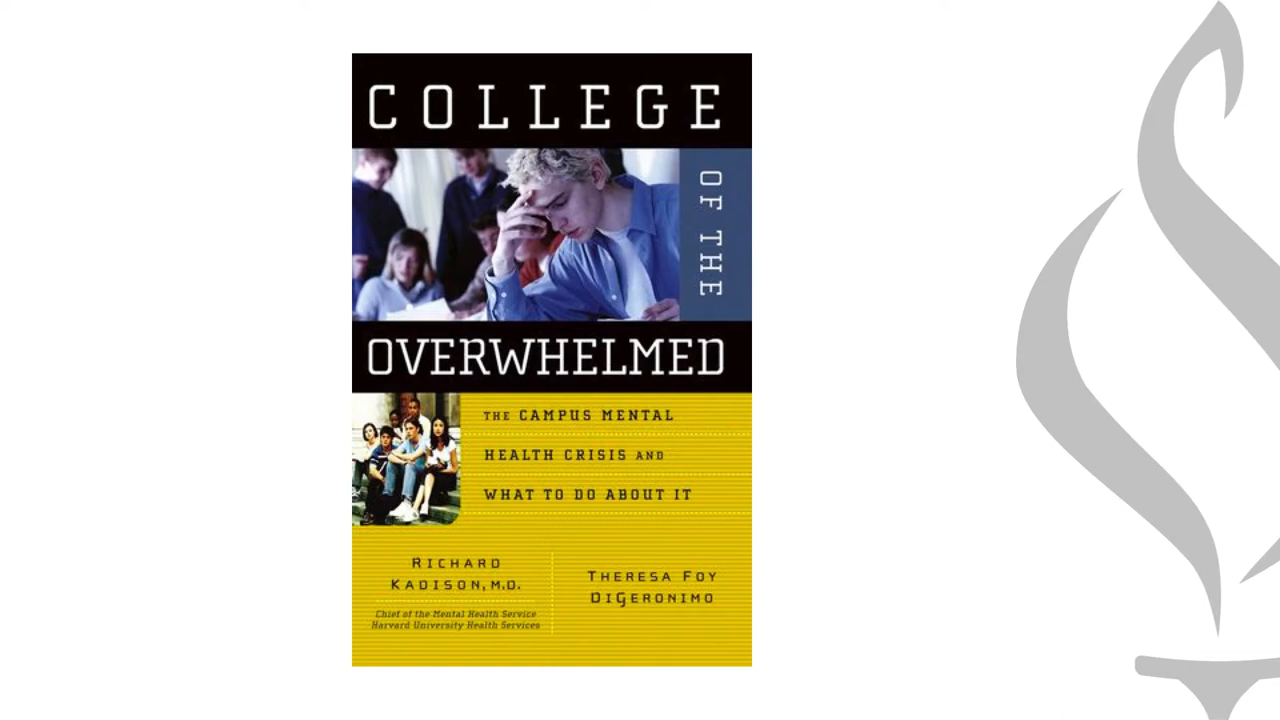 COLLEGE
OF THE
OVERWHELMED
THE CAMPUS MENTAL
HEALTH CRISIS AND
WHAT TO DO ABOUT IT
RICHARD
KADISON, M.D.
Chief of the Mental Health Service
Harvard University Health Services
THERESA FOY
DIGERONIMO